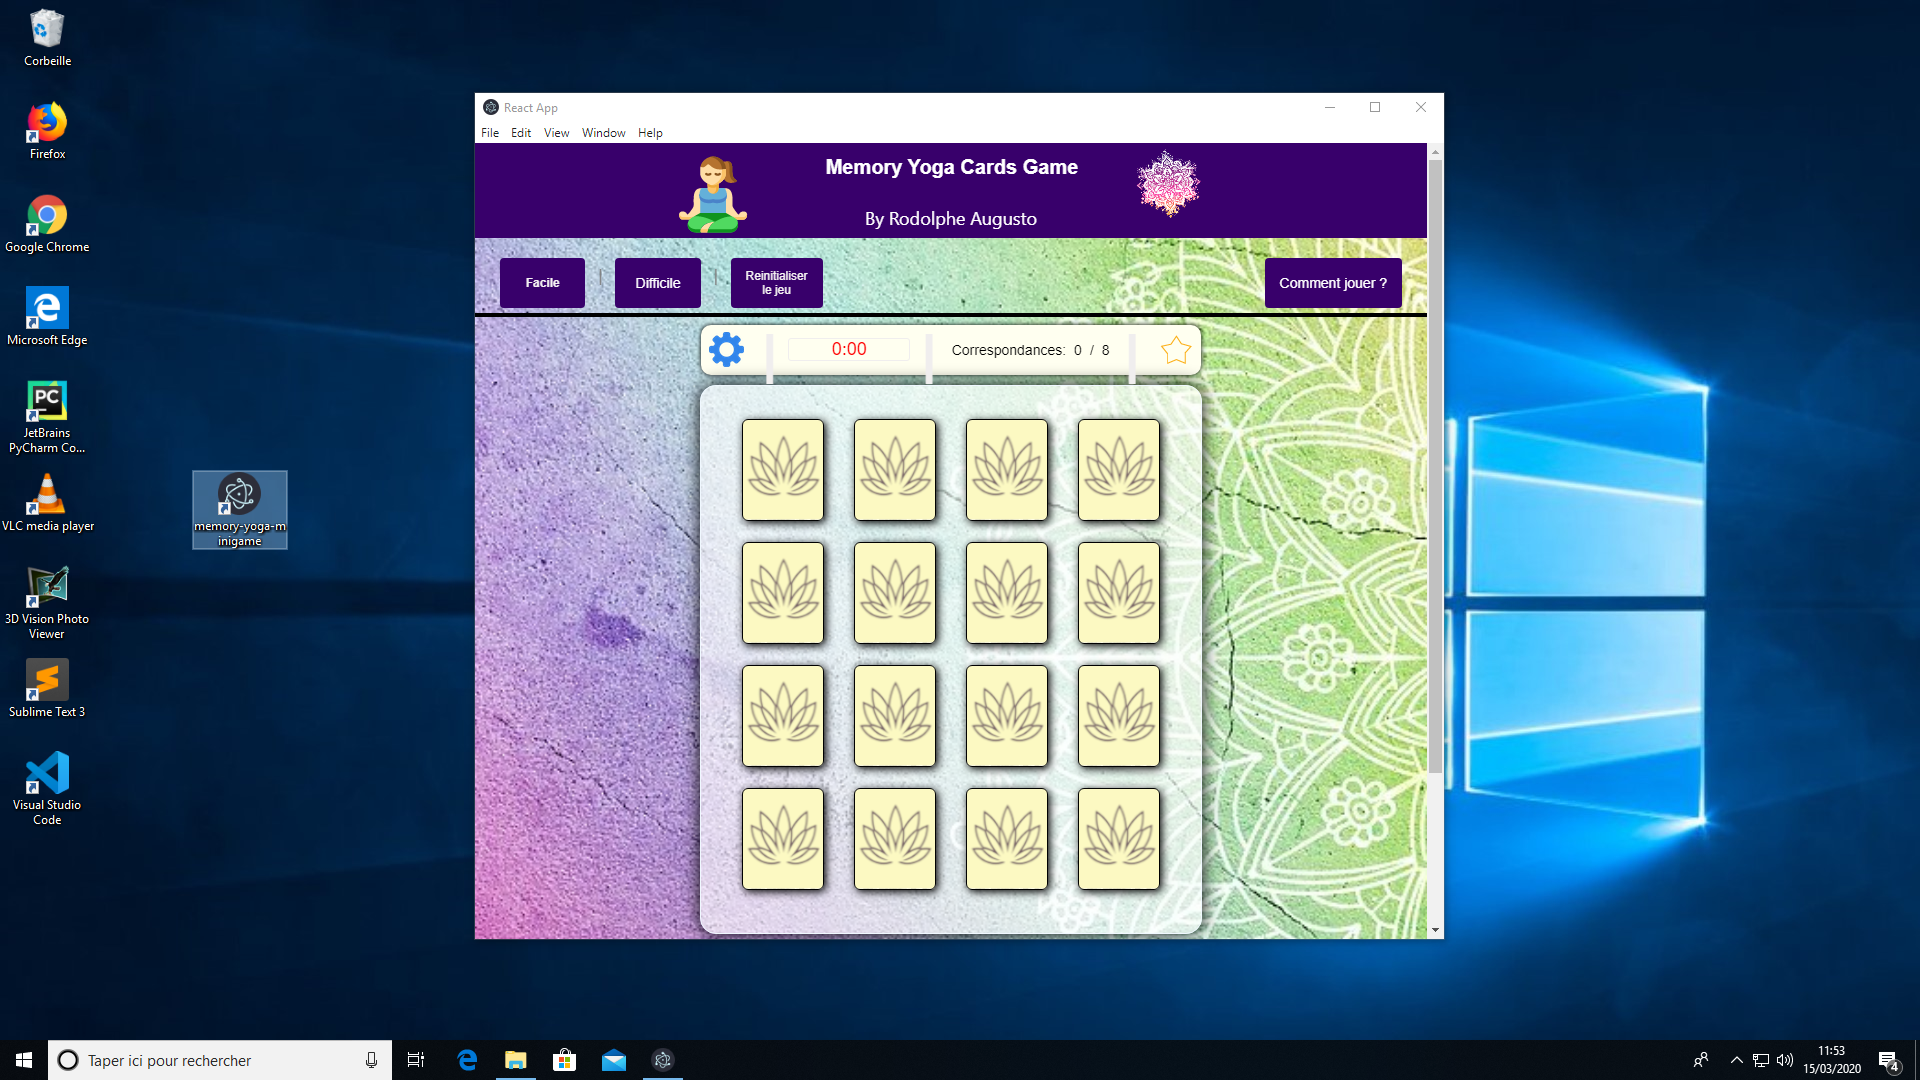 Corbeille
Firefox
Google Chrome
Microsoft Edge
PC
JetBrains
PyCharm Co...
VLC media player
3D Vision Photo
Viewer
Sublime Text 3
Visual Studio
Code
memory-yoga-m
inigame
React App
File Edit View Window Help
Memory Yoga Cards Game
By Rodolphe Augusto
Facile
Difficile
Reinitialiser
le jeu
Comment jouer ?
0:00
Correspondances: 0 / 8
Taper ici pour rechercher
11:53
15/03/2020
4